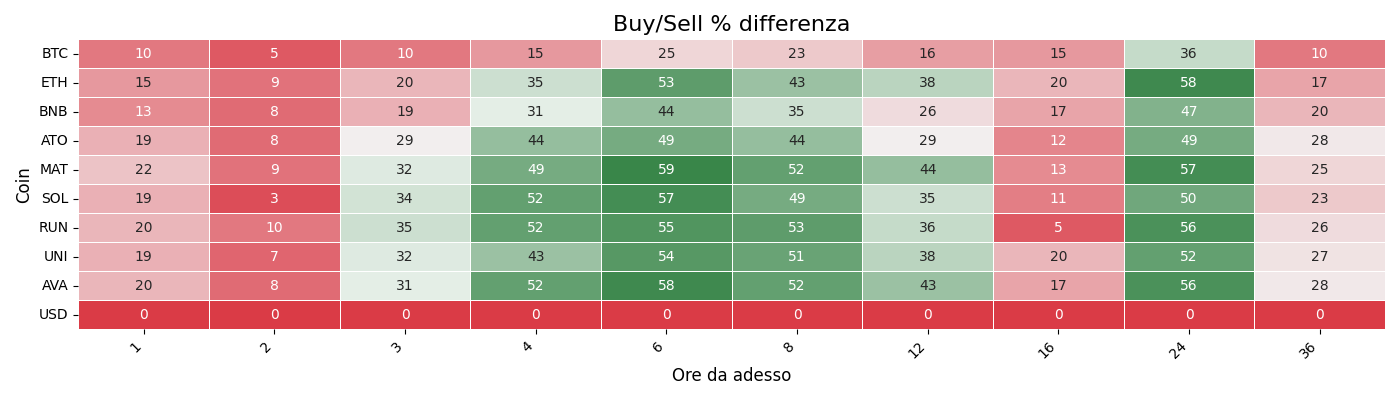 Buy/Sell % differenza
Coin
BTC 10 5 10 15 25 23 16 15 36 10
ETH 15 9 20 35 53 43 38 20 58 17
BNB 13 8 19 31 44 35 26 17 47 20
ATO 19 8 29 44 49 44 29 12 49 28
MAT 22 9 32 49 59 52 44 13 57 25
SOL 19 3 34 52 57 49 35 11 50 23
RUN 20 10 35 52 55 53 36 5 56 26
UNI 19 7 32 43 54 51 38 20 52 27
AVA 20 8 31 52 58 52 43 17 56 28
USD 0 0 0 0 0 0 0 0 0 0
1 2 3 4 6 8 12 16 24 36
Ore da adesso